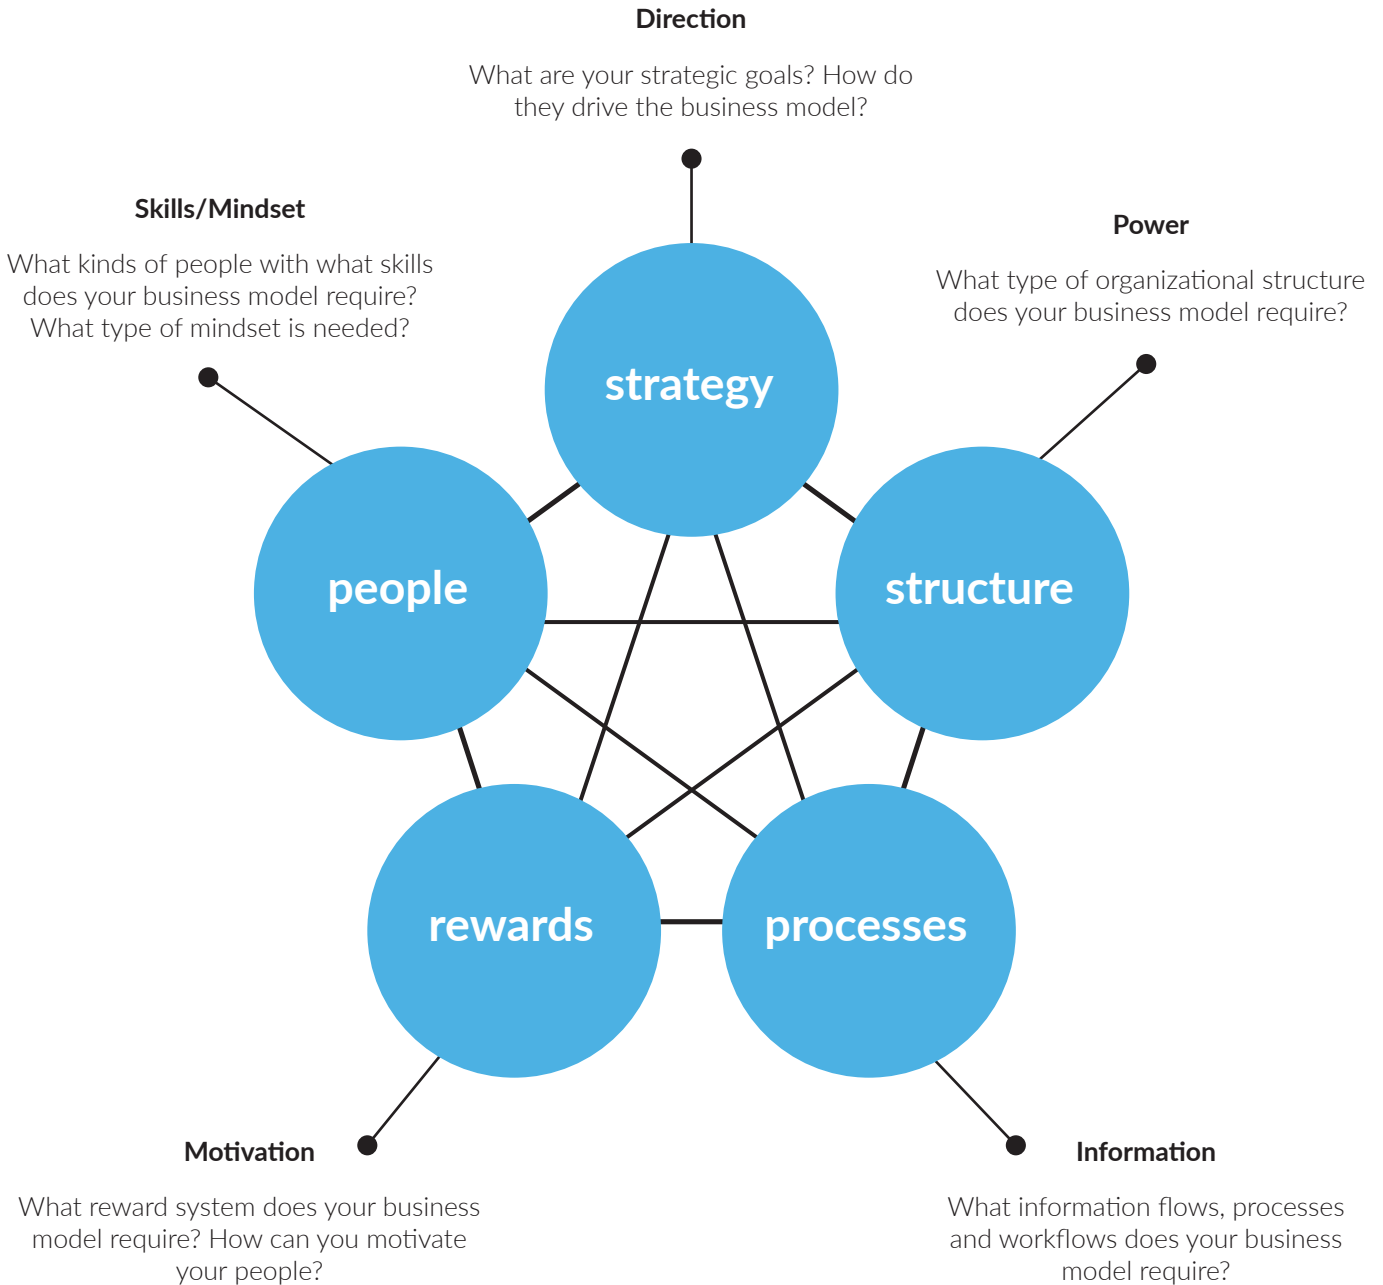 Direction
What are your strategic goals? How do
they drive the business model?
Skills/Mindset
What kinds of people with what skills
does your business model require?
What type of mindset is needed?
Power
What type of organizational structure
does your business model require?
strategy
people
structure
rewards
processes
Motivation
What reward system does your business
model require? How can you motivate
your people?
Information
What information flows, processes
and workflows does your business
model require?